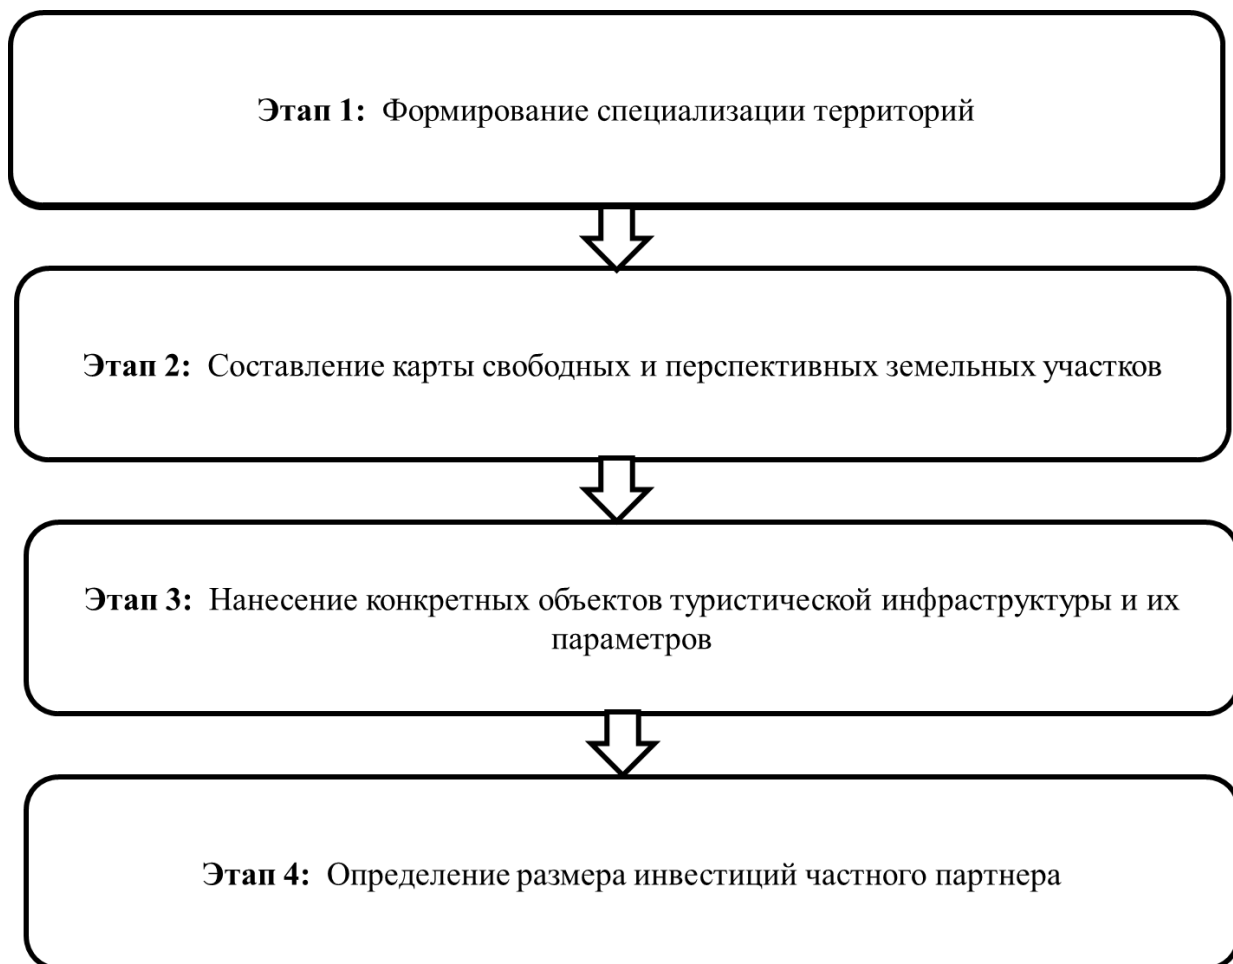 Этап 1: Формирование специализации территорий
Этап 2: Составление карты свободных и перспективных земельных участков
Этап 3: Нанесение конкретных объектов туристической инфраструктуры и их
параметров
Этап 4: Определение размера инвестиций частного партнера